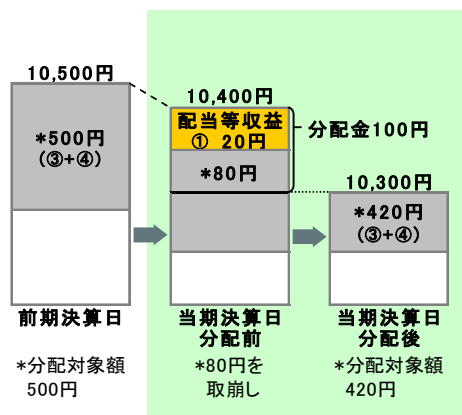 10,500円
*500円
(③+④)
前期決算日
*分配対象額
500円
10,400円
配当等収益
① 20円
*80円
分配金100円
当期決算日
分配前
*80円を
取崩し
10,300円
*420円
(③+④)
当期決算日
分配後
*分配対象額
420円